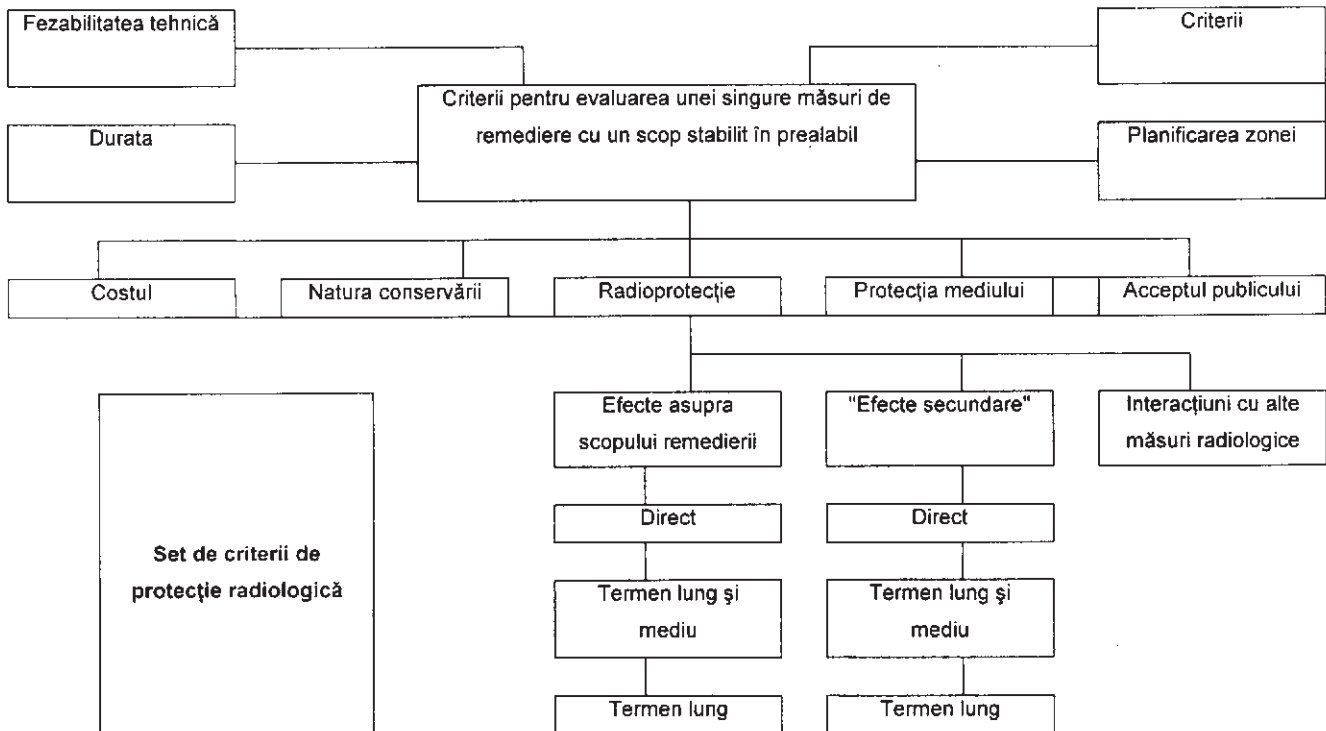 Fezabilitatea tehnică
Criterii
Criterii pentru evaluarea unei singure măsuri de
remediere cu un scop stabilit în prealabil
Durata
Planificarea zonei
Costul
Natura conservării
Radioprotecție
Protecția mediului
Acceptul publicului
Efecte asupra
scopului remedierii
"Efecte secundare"
Interacțiuni cu alte
măsuri radiologice
Direct
Direct
Set de criterii de
protecţie radiologică
Termen lung şi
mediu
Termen lung şi
mediu
Termen lung
Termen lung